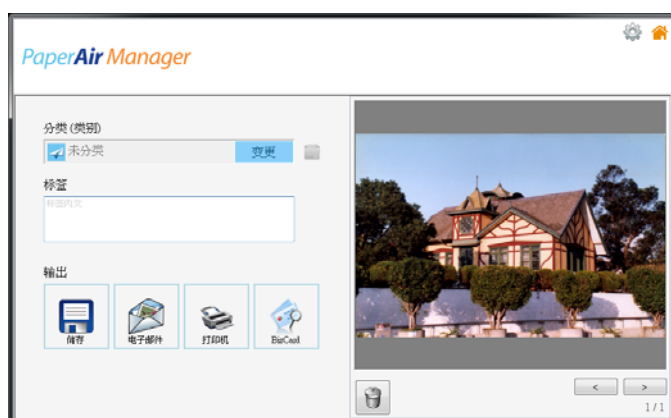 PaperAir Manager
分类(类别)
未分类
变更
标签
标签内文
输出
储存
电子邮件
打印机
BizCard
<
>
1/1